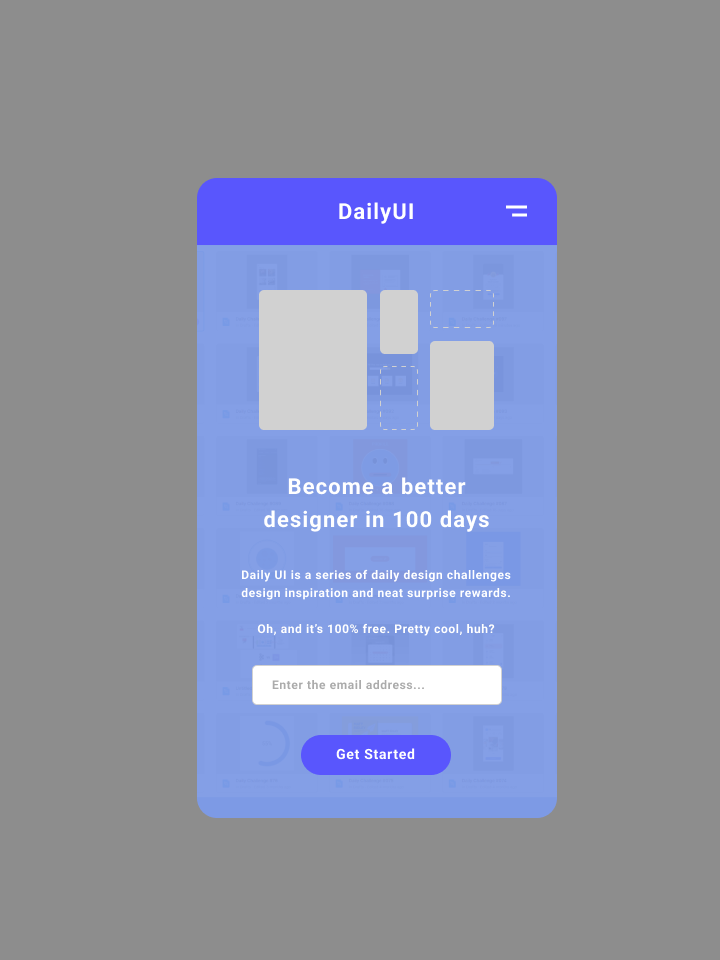 DailyUI
Become a better
designer in 100 days
Daily UI is a series of daily design challenges
design inspiration and neat surprise rewards.
Oh, and it's 100% free. Pretty cool, huh?
Enter the email address...
Get Started